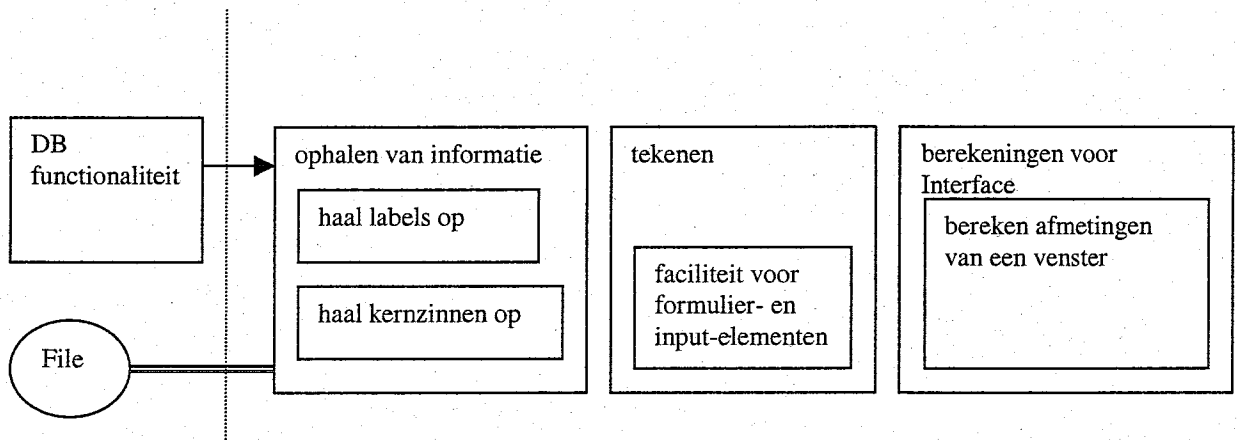 DB
functionaliteit
File
ophalen van informatie
haal labels op
haal kernzinnen op
tekenen
faciliteit voor
formulier- en
input-elementen
berekeningen voor
Interface
bereken afmetingen
van een venster